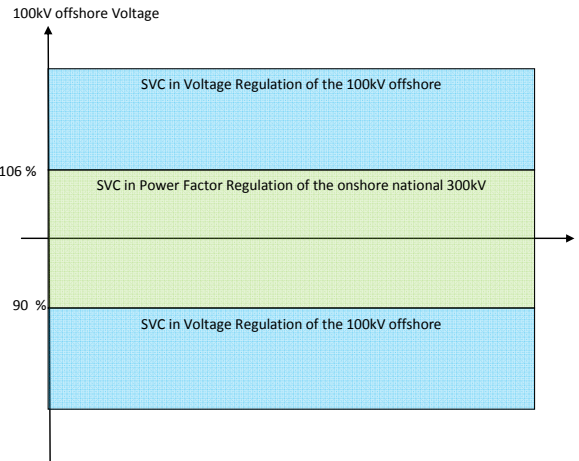 100kV offshore Voltage
SVC in Voltage Regulation of the 100kV offshore
106 %
SVC in Power Factor Regulation of the onshore national 300kV
90 %
SVC in Voltage Regulation of the 100kV offshore